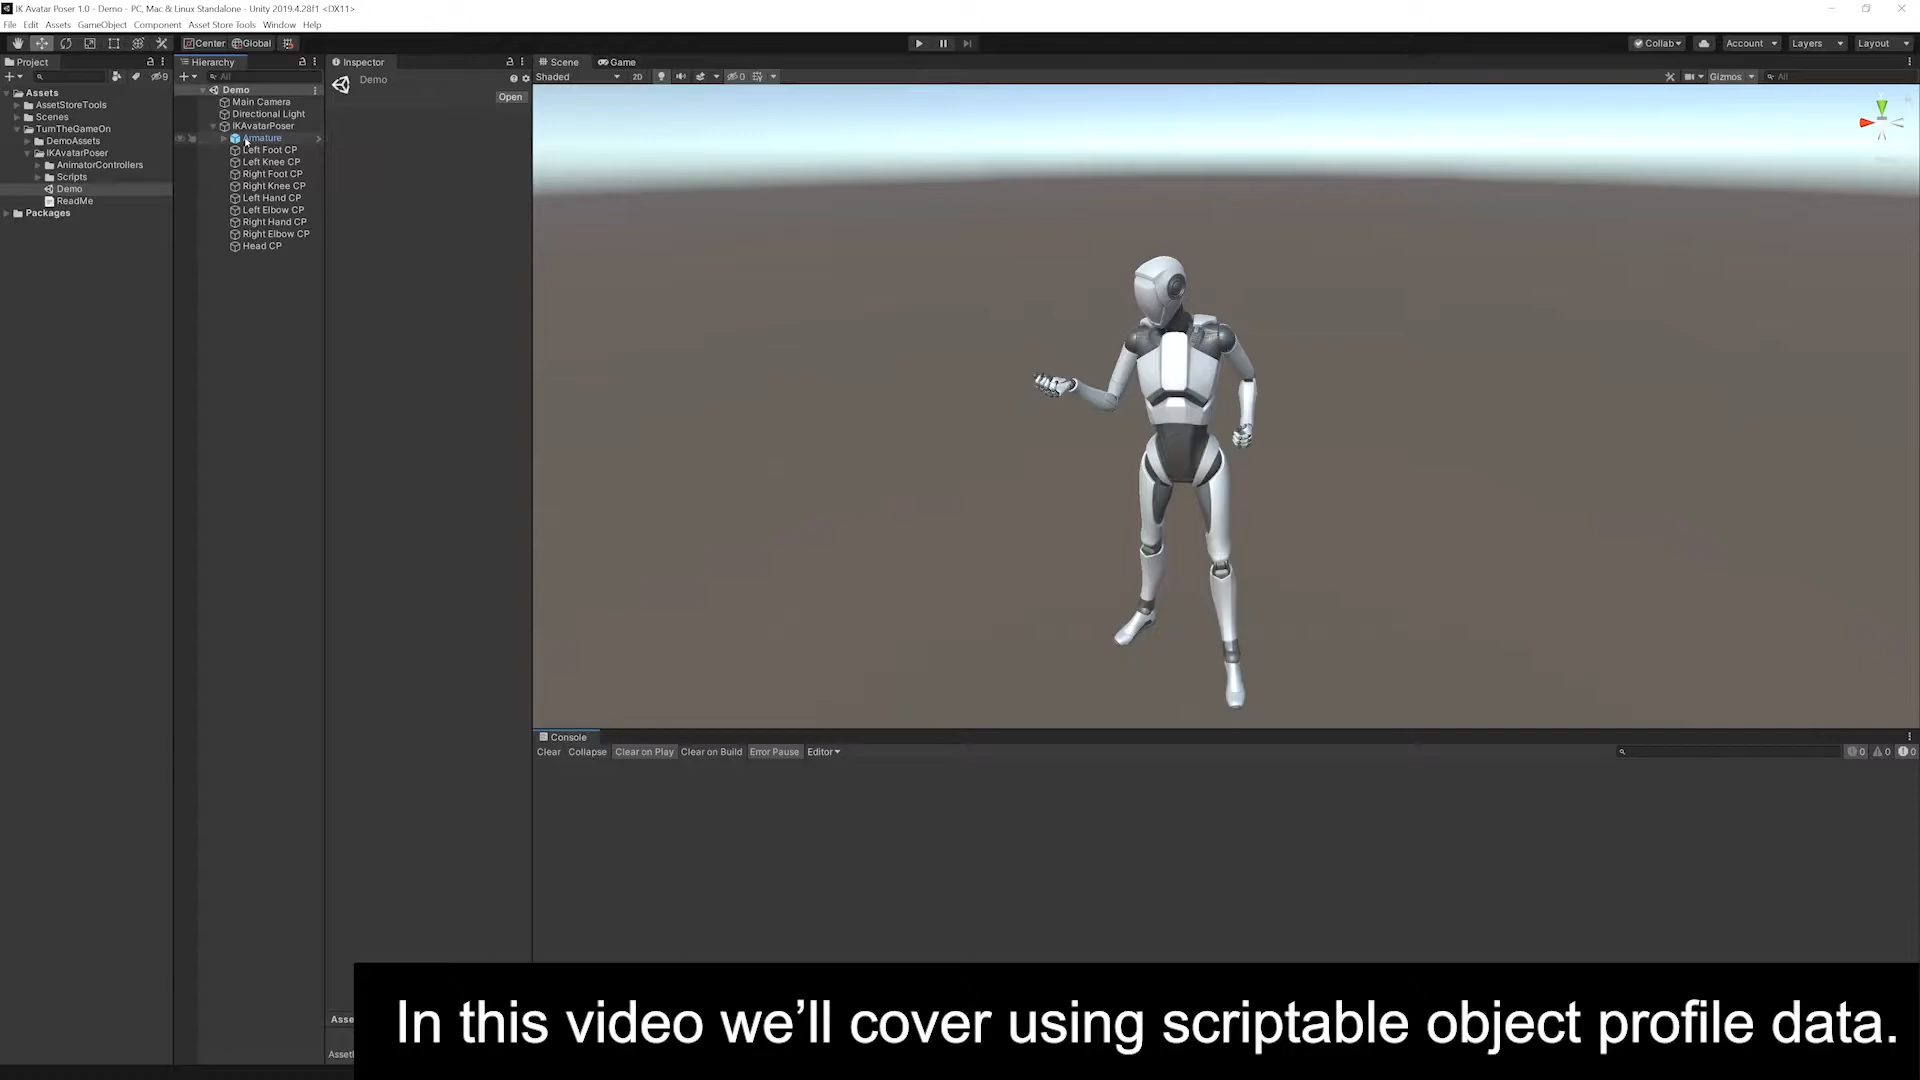 IK Avatar Poser 1.0 - Demo - PC, Mac & Linux Standalone - Unity 2019.4.28f1 <DX11>
File Edit Assets GameObject Component Asset Store Tools Window Help
Center Global Collab Account Layers Layout
Project
9
Assets
AssetStoreTools
Scenes
TurnTheGameOn
DemoAssets
IKAvatarPoser
AnimatorControllers
Scripts
Demo
ReadMe
Packages
Hierarchy
All
Demo
Main Camera
Directional Light
IKAvatarPoser
Armature
Left Foot CP
Left Knee CP
Right Foot CP
Right Knee CP
Left Hand CP
Left Elbow CP
Right Hand CP
Right Elbow CP
Head CP
Inspector
Demo
Open
Scene Game
Shaded 2D 0 Gizmos All
Console
Clear Collapse Clear on Play Clear on Build Error Pause Editor 0 0 0
Asse
Assetl
In this video we'll cover using scriptable object profile data.